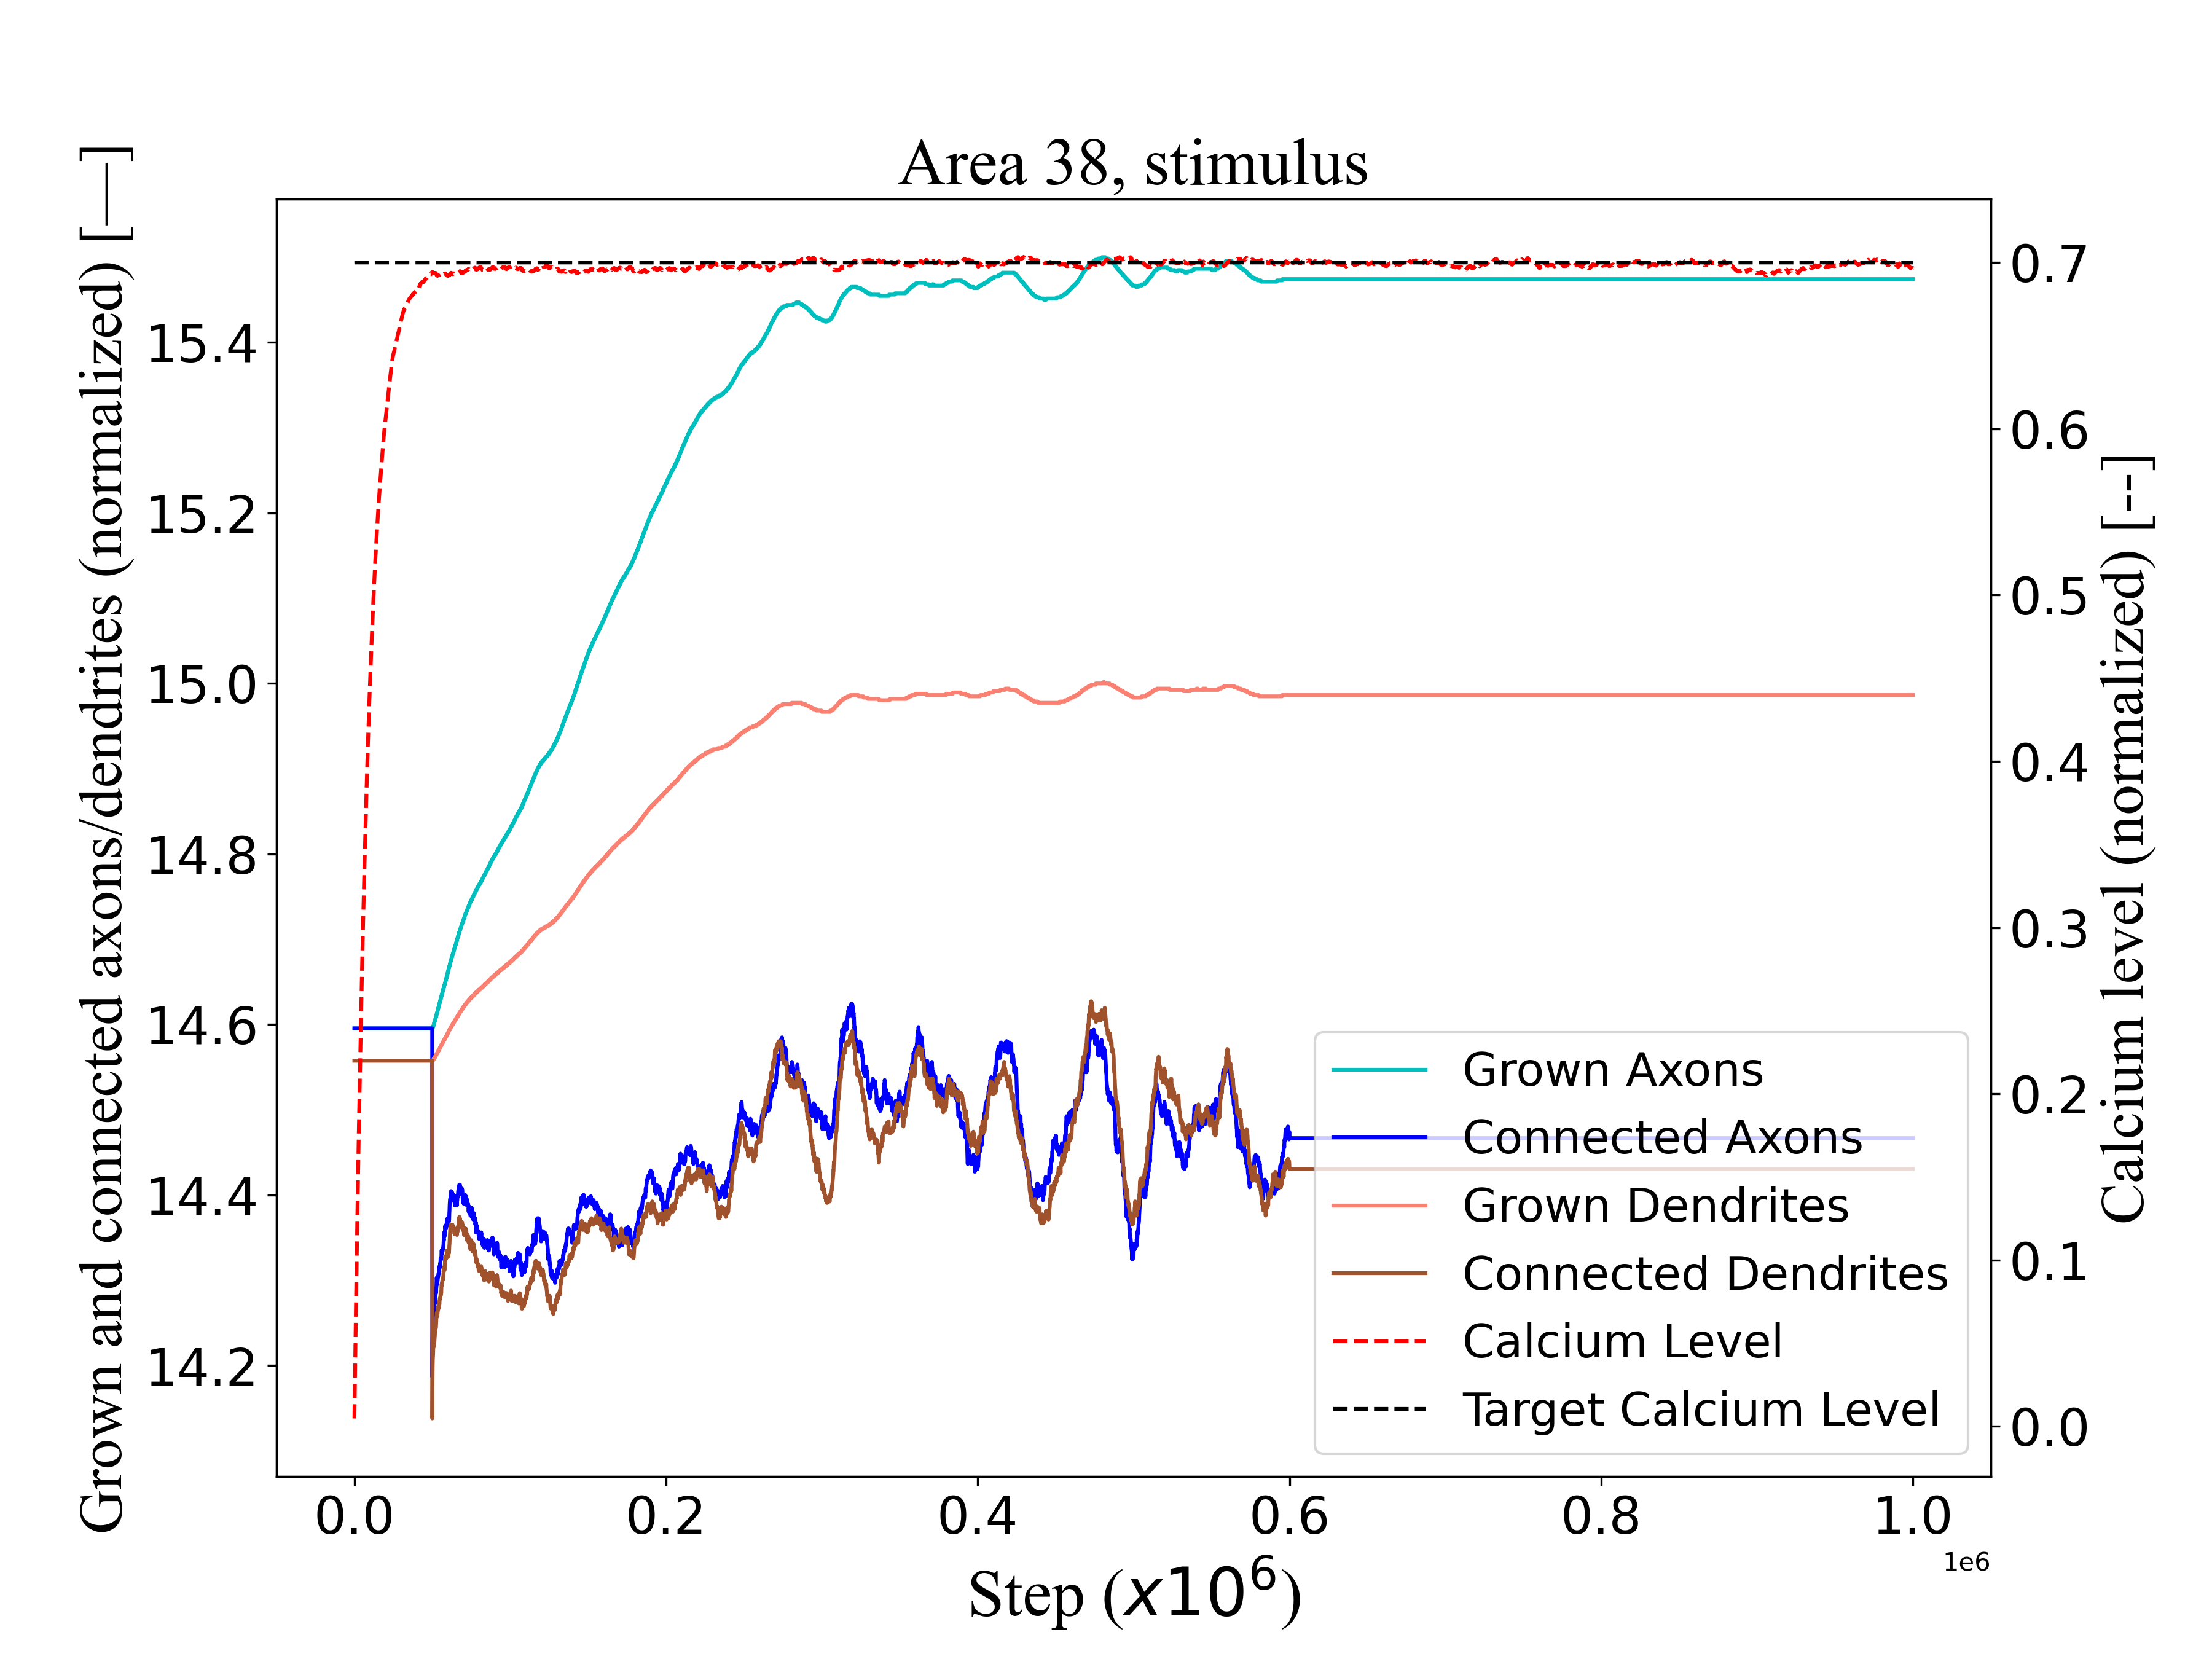 Area 38, stimulus
Grown and connected axons/dendrites (normalized) [—]
15.4
15.2
15.0
14.8
14.6
14.4
14.2
0.7
0.6
0.5
0.4
0.3
0.2
0.1
0.0
Calcium level (normalized) [--]
Grown Axons
Connected Axons
Grown Dendrites
Connected Dendrites
Calcium Level
Target Calcium Level
0.0 0.2 0.4 0.6 0.8 1.0
1e6
Step (x10⁶)